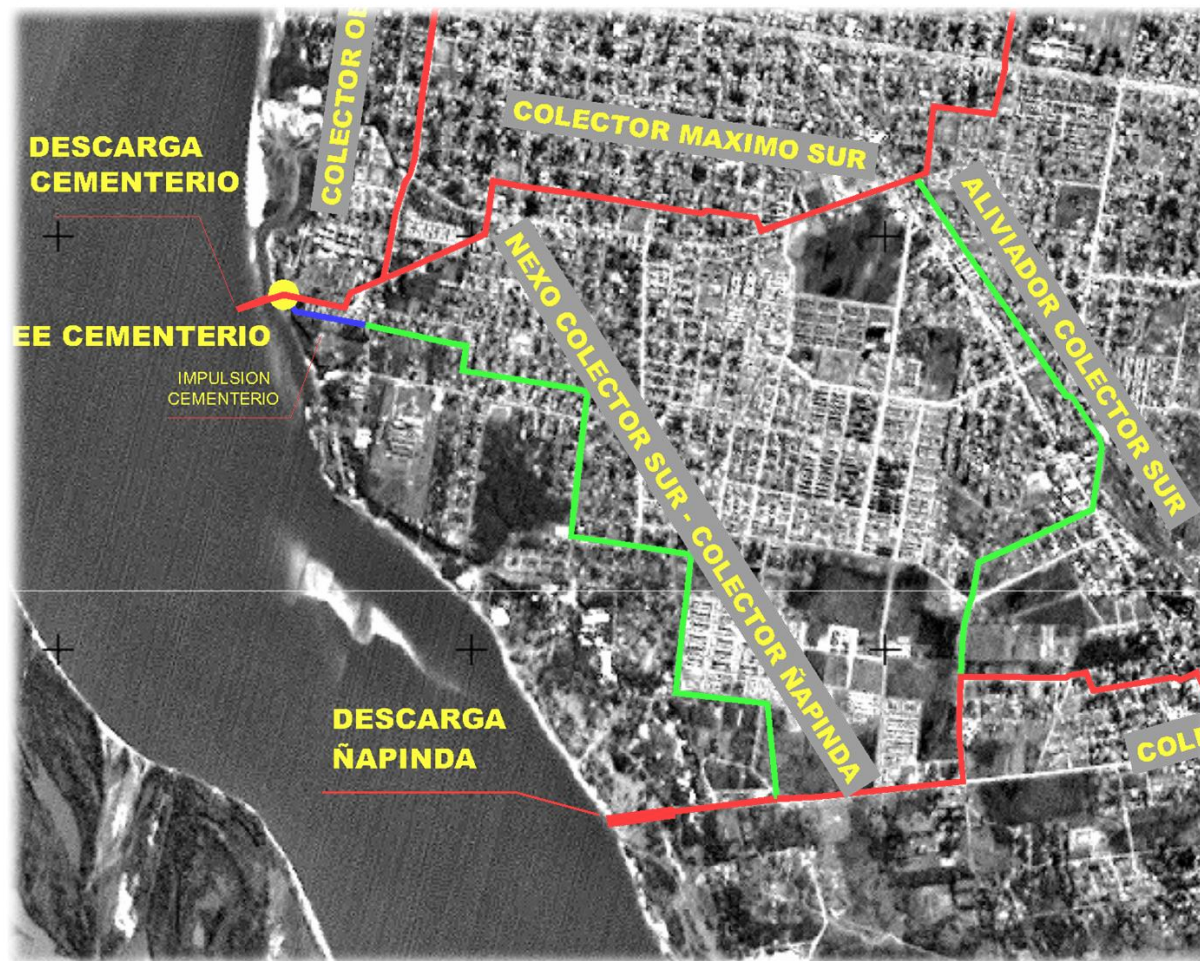 COLECTOR
COLECTOR MAXIMO SUR
DESCARGA
CEMENTERIO
ALIVIADOR COLECTOR SUR
NEXO COLECTOR SUR - COLECTOR ÑAPINDA
EE CEMENTERIO
IMPULSION
CEMENTERIO
DESCARGA
ÑAPINDA